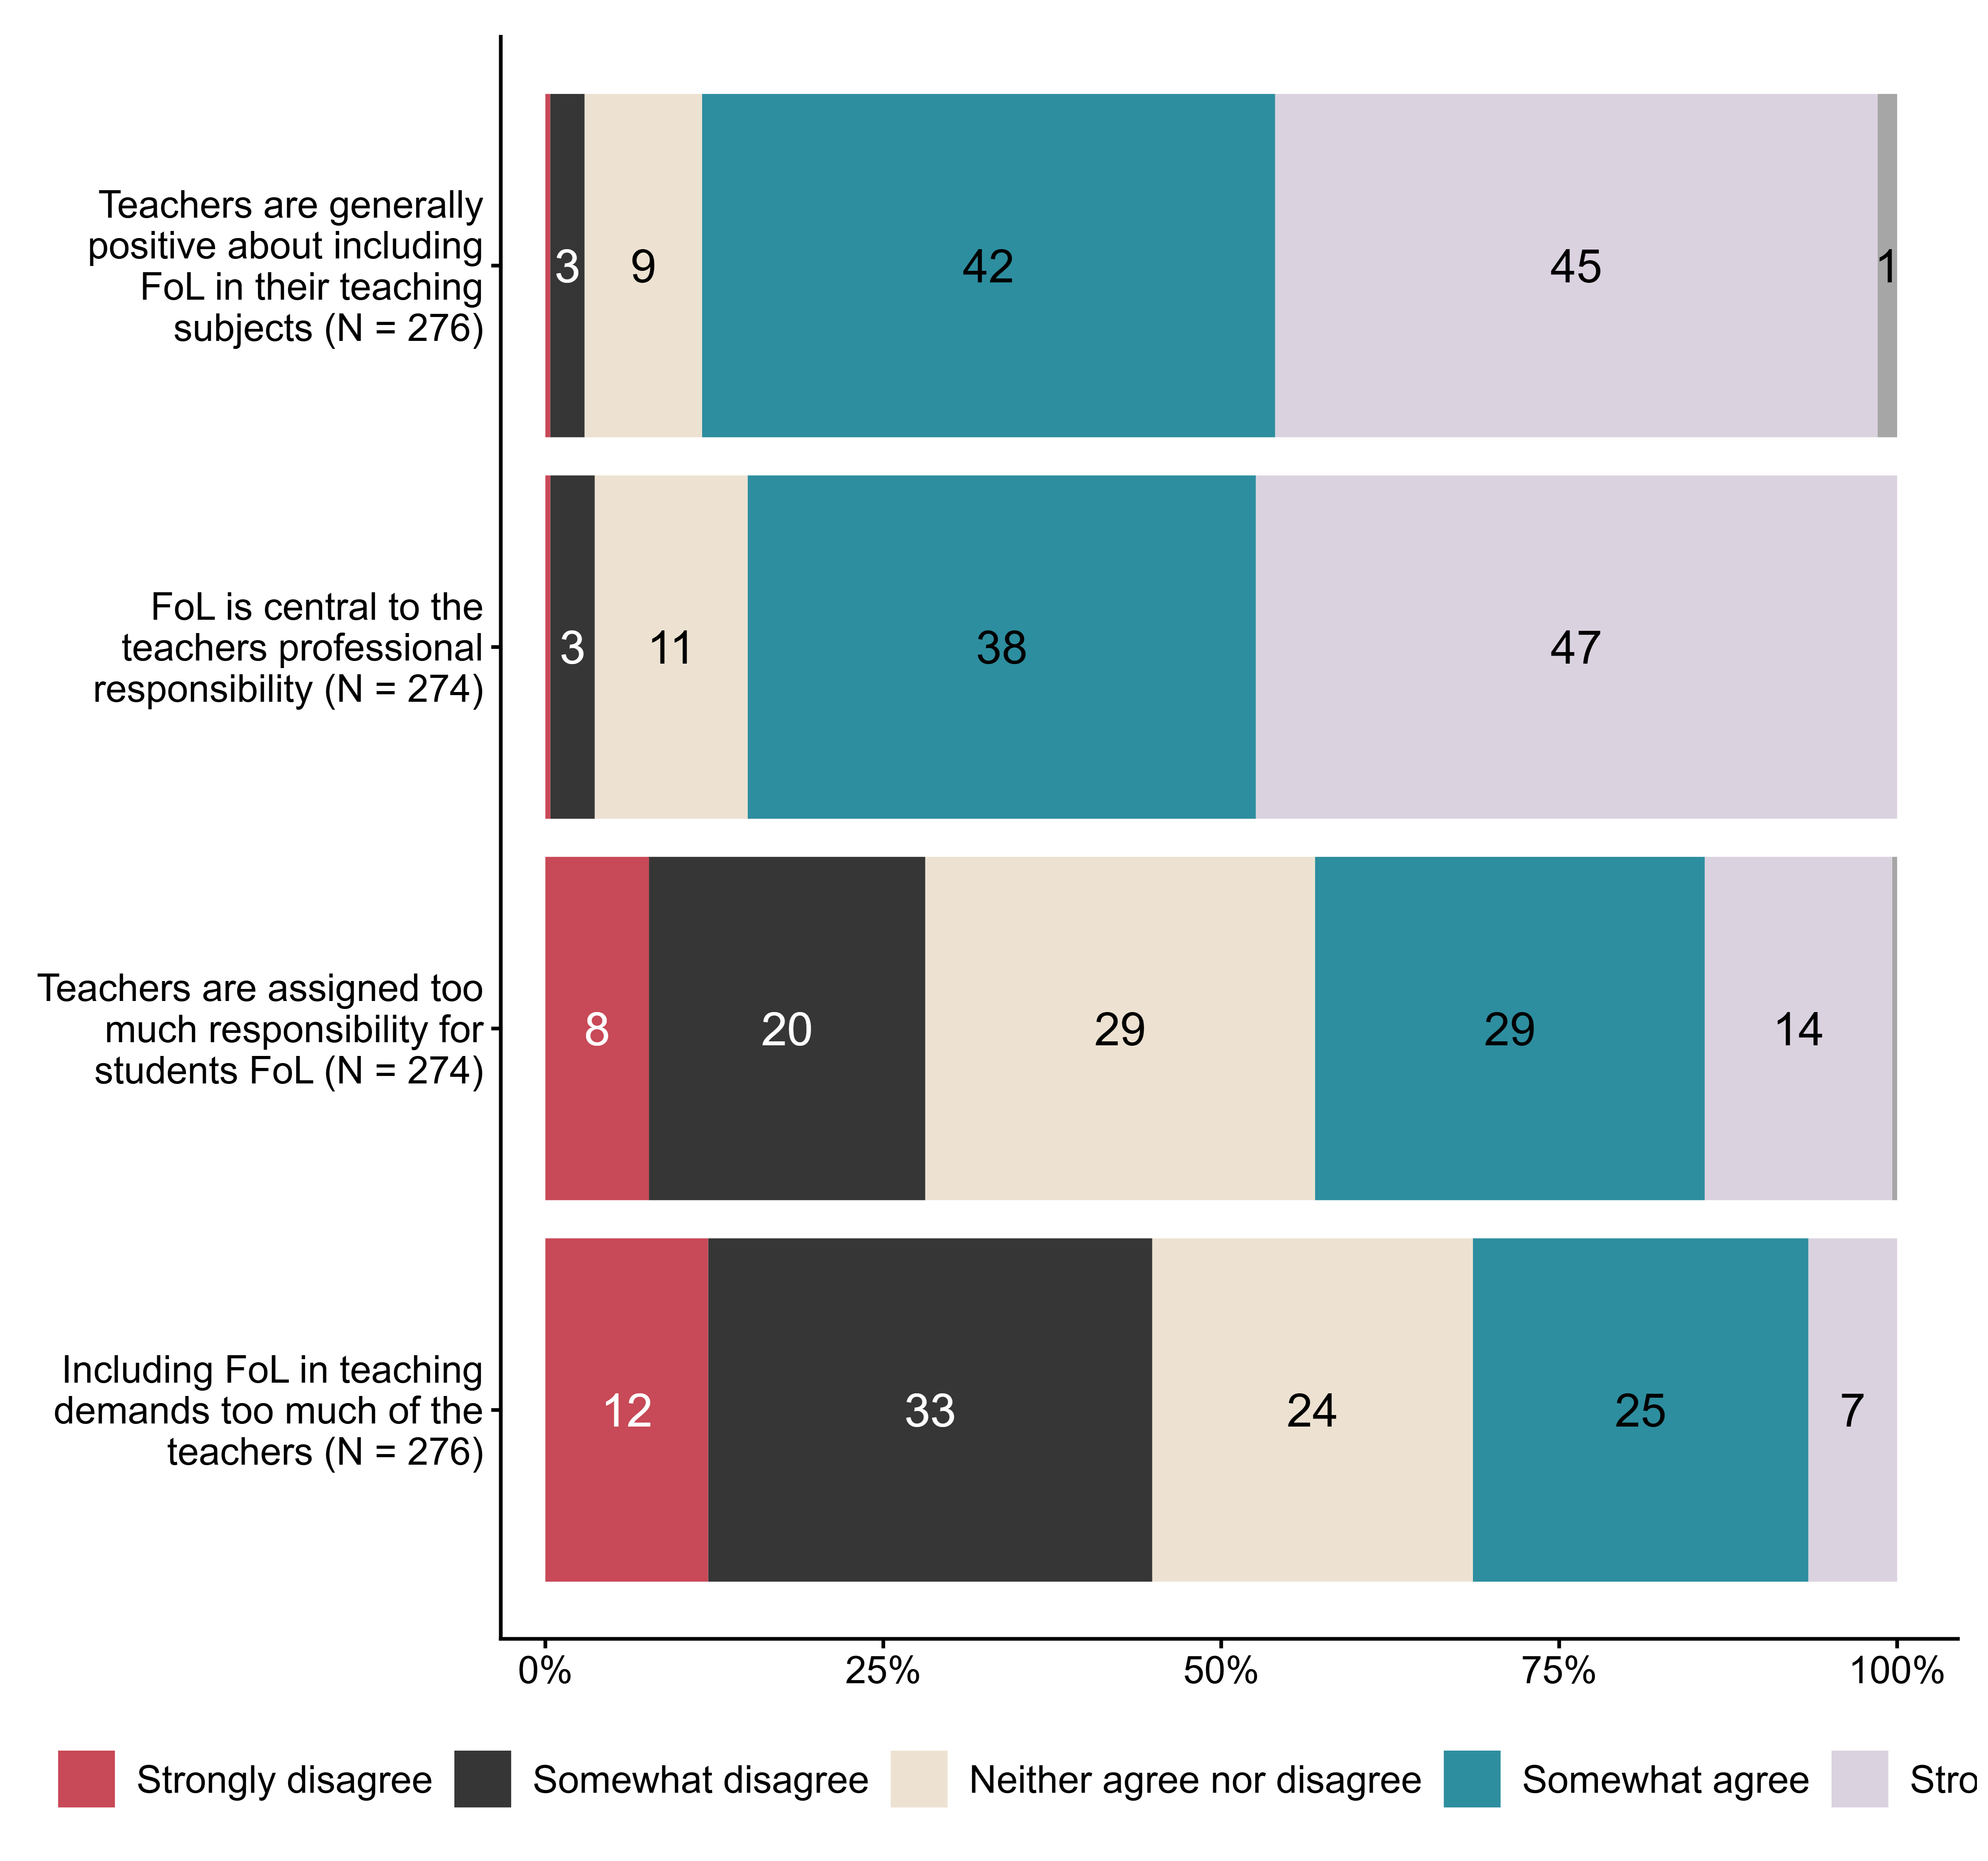 Teachers are generally
positive about including
FoL in their teaching
subjects (N = 276)
3 9 42 45 1
FoL is central to the
teachers professional
responsibility (N = 274)
3 11 38 47
Teachers are assigned too
much responsibility for
students FoL (N = 274)
8 20 29 29 14
Including FoL in teaching
demands too much of the
teachers (N = 276)
12 33 24 25 7
0% 25% 50% 75% 100%
Strongly disagree Somewhat disagree Neither agree nor disagree Somewhat agree Stro